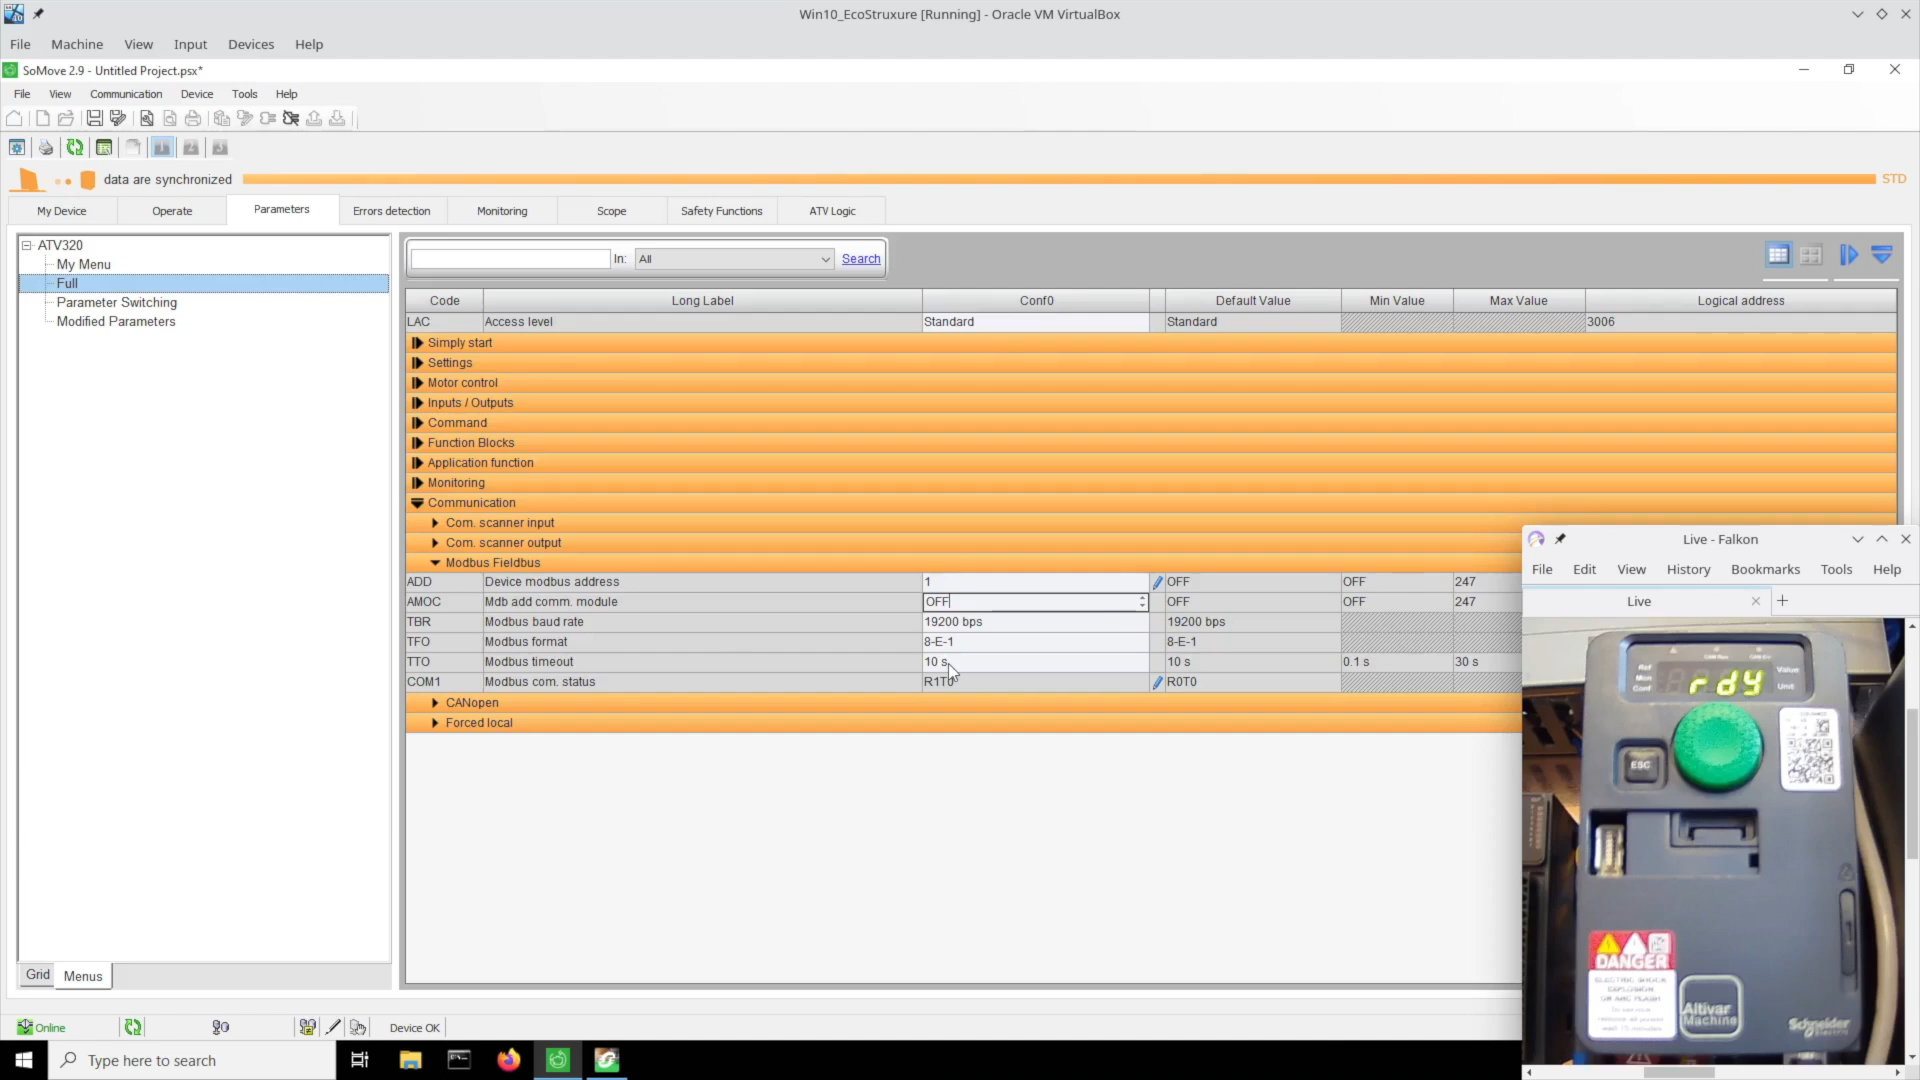 Win10_EcoStruxure [Running] - Oracle VM VirtualBox
File Machine View Input Devices Help
SoMove 2.9 - Untitled Project.psx*
File View Communication Device Tools Help
data are synchronized STD
My Device Operate Parameters Errors detection Monitoring Scope Safety Functions ATV Logic
ATV320
My Menu
Full
Parameter Switching
Modified Parameters
In: All Search
Code Long Label Conf0 Default Value Min Value Max Value Logical address
LAC Access level Standard Standard 3006
Simply start
Settings
Motor control
Inputs / Outputs
Command
Function Blocks
Application function
Monitoring
Communication
Com. scanner input
Com. scanner output
Modbus Fieldbus
ADD Device modbus address 1 OFF OFF 247
AMOC Mdb add comm. module OFF OFF OFF 247
TBR Modbus baud rate 19200 bps 19200 bps
TFO Modbus format 8-E-1 8-E-1
TTO Modbus timeout 10 s 10 s 0.1 s 30 s
COM1 Modbus com. status R1T0 R0T0
CANopen
Forced local
Grid Menus
Online Device OK
Type here to search
Live - Falkon
File Edit View History Bookmarks Tools Help
Live
Ref
Mon
Conf
rdy
Value
Unit
ESC
DANGER
Altivar
Machine
Schneider